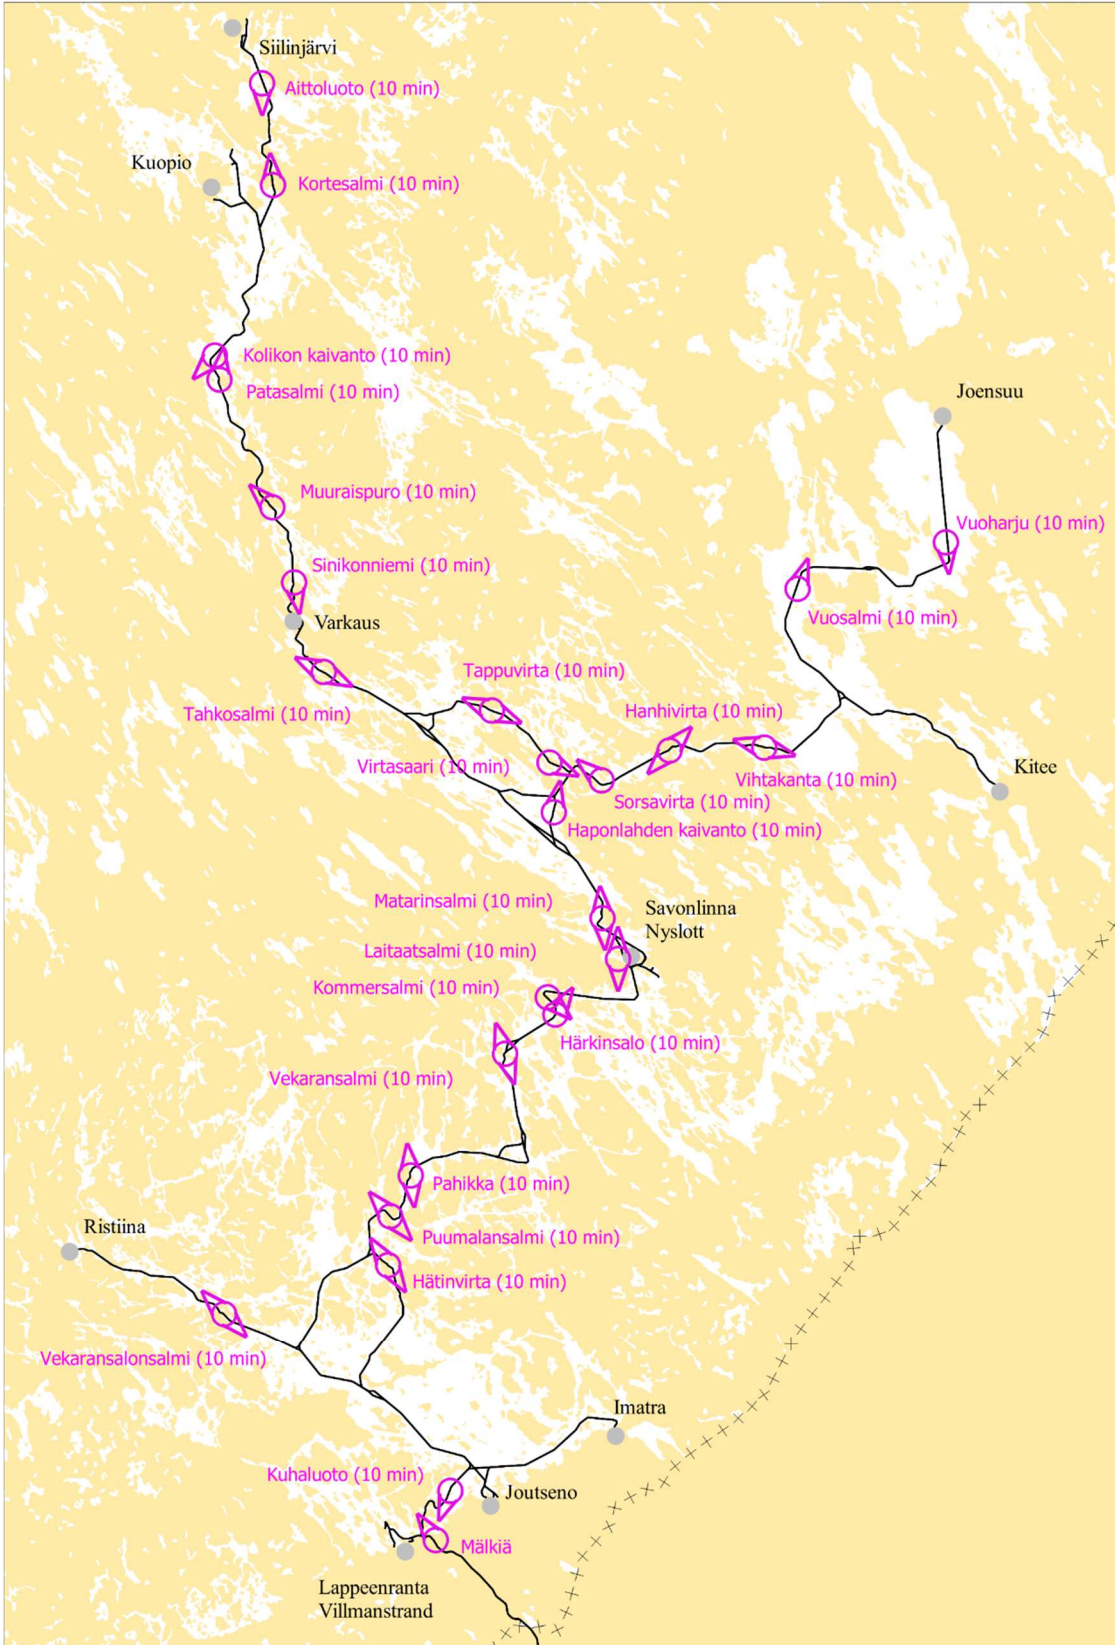 Siilinjärvi
Aittoluoto (10 min)
Kuopio
Kortesalmi (10 min)
Kolikon kaivanto (10 min)
Patasalmi (10 min)
Joensuu
Muuraispuro (10 min)
Vuoharju (10 min)
Sinikonniemi (10 min)
Varkaus
Vuosalmi (10 min)
Tappuvirta (10 min)
Tahkosalmi (10 min)
Hanhivirta (10 min)
Virtasaari (10 min)
Vihtakanta (10 min)
Kitee
Sorsavirta (10 min)
Haponlahden kaivanto (10 min)
Matarinsalmi (10 min)
Savonlinna
Nyslott
Laitaatsalmi (10 min)
Kommersalmi (10 min)
Härkinsalo (10 min)
Vekaransalmi (10 min)
Pahikka (10 min)
Ristiina
Puumalansalmi (10 min)
Hätinvirta (10 min)
Vekaransalonsalmi (10 min)
Imatra
Kuhaluoto (10 min)
Joutseno
Mälkiä
Lappeenranta
Villmanstrand